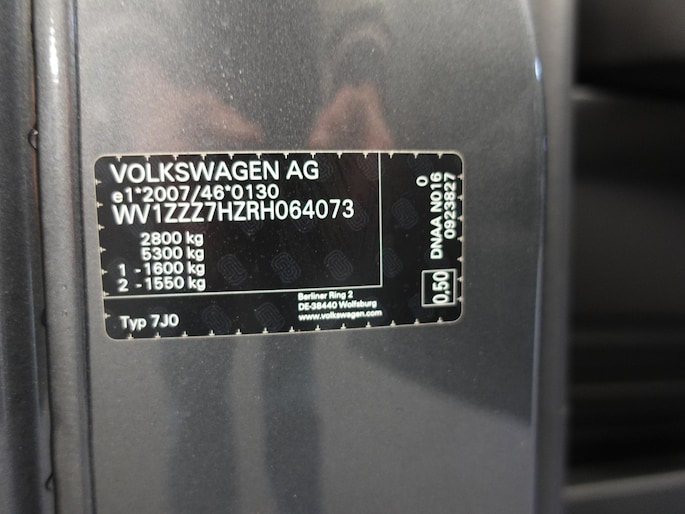 VOLKSWAGEN AG
e1*2007/46*0130
WV1ZZZ7HZRH064073
2800 kg
5300 kg
1 - 1600 kg
2 - 1550 kg
Berliner Ring 2
DE-38440 Wolfsburg
www.volkswagen.com
Typ 7J0
0,50
DNAA N016 0
0923827